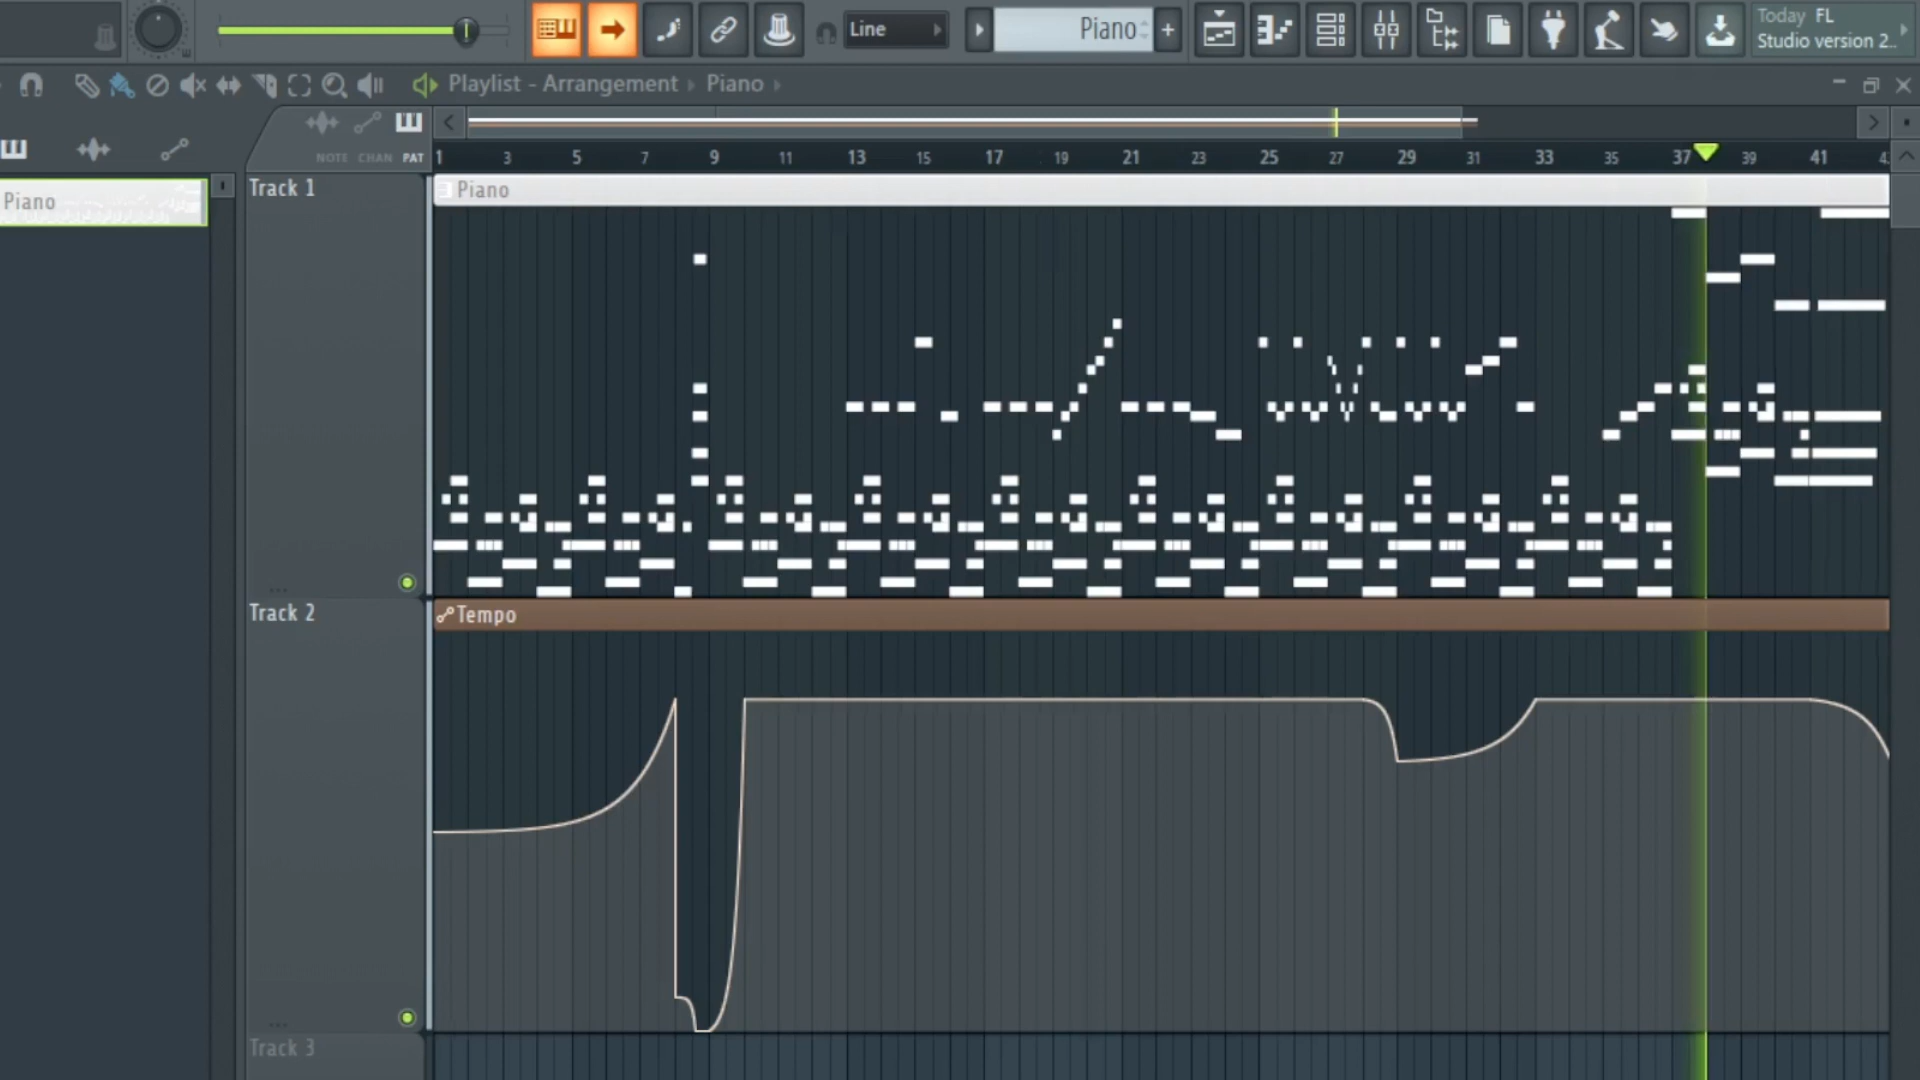 Line
Piano
+
Today FL
Studio version 2..
Playlist - Arrangement › Piano ›
NOTE CHAN PAT
1 3 5 7 9 11 13 15 17 19 21 23 25 27 29 31 33 35 37 39 41
Piano
Track 1
Piano
Track 2
Tempo
Track 3